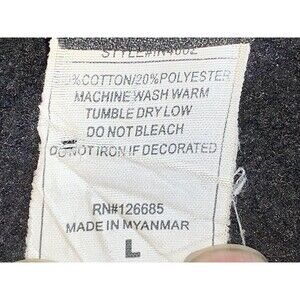 %COTTON/20%POLYESTER
MACHINE WASH WARM
TUMBLE DRY LOW
DO NOT BLEACH
DO NOT IRON IF DECORATED
RN#126685
MADE IN MYANMAR
L